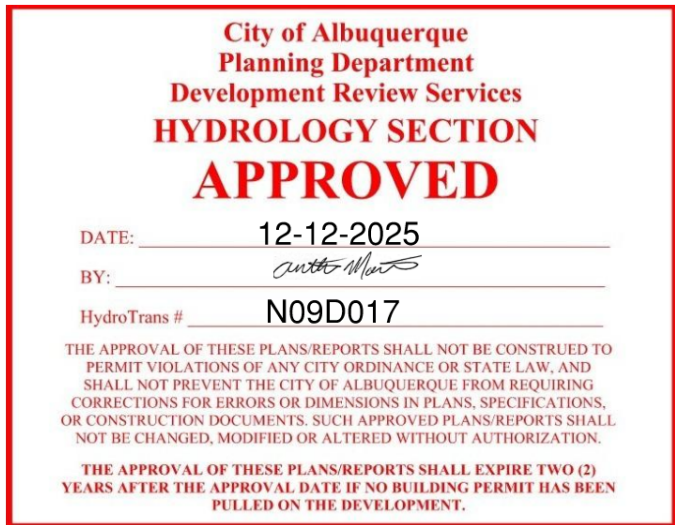 City of Albuquerque
Planning Department
Development Review Services
HYDROLOGY SECTION
APPROVED
DATE: 12-12-2025
BY:
HydroTrans # N09D017
THE APPROVAL OF THESE PLANS/REPORTS SHALL NOT BE CONSTRUED TO
PERMIT VIOLATIONS OF ANY CITY ORDINANCE OR STATE LAW, AND
SHALL NOT PREVENT THE CITY OF ALBUQUERQUE FROM REQUIRING
CORRECTIONS FOR ERRORS OR DIMENSIONS IN PLANS, SPECIFICATIONS,
OR CONSTRUCTION DOCUMENTS. SUCH APPROVED PLANS/REPORTS SHALL
NOT BE CHANGED, MODIFIED OR ALTERED WITHOUT AUTHORIZATION.
THE APPROVAL OF THESE PLANS/REPORTS SHALL EXPIRE TWO (2)
YEARS AFTER THE APPROVAL DATE IF NO BUILDING PERMIT HAS BEEN
PULLED ON THE DEVELOPMENT.